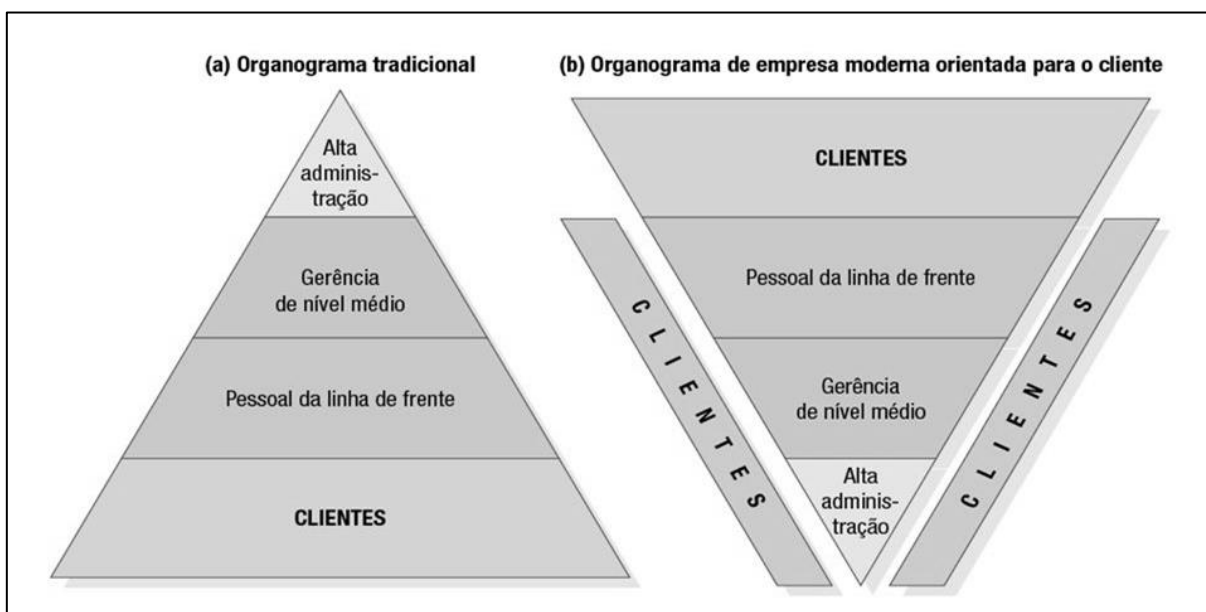 (a) Organograma tradicional
Alta
adminis-
tração
Gerência
de nível médio
Pessoal da linha de frente
CLIENTES
(b) Organograma de empresa moderna orientada para o cliente
CLIENTES
Pessoal da linha de frente
Gerência
de nível médio
Alta
adminis-
tração
CLIENTES
CLIENTES